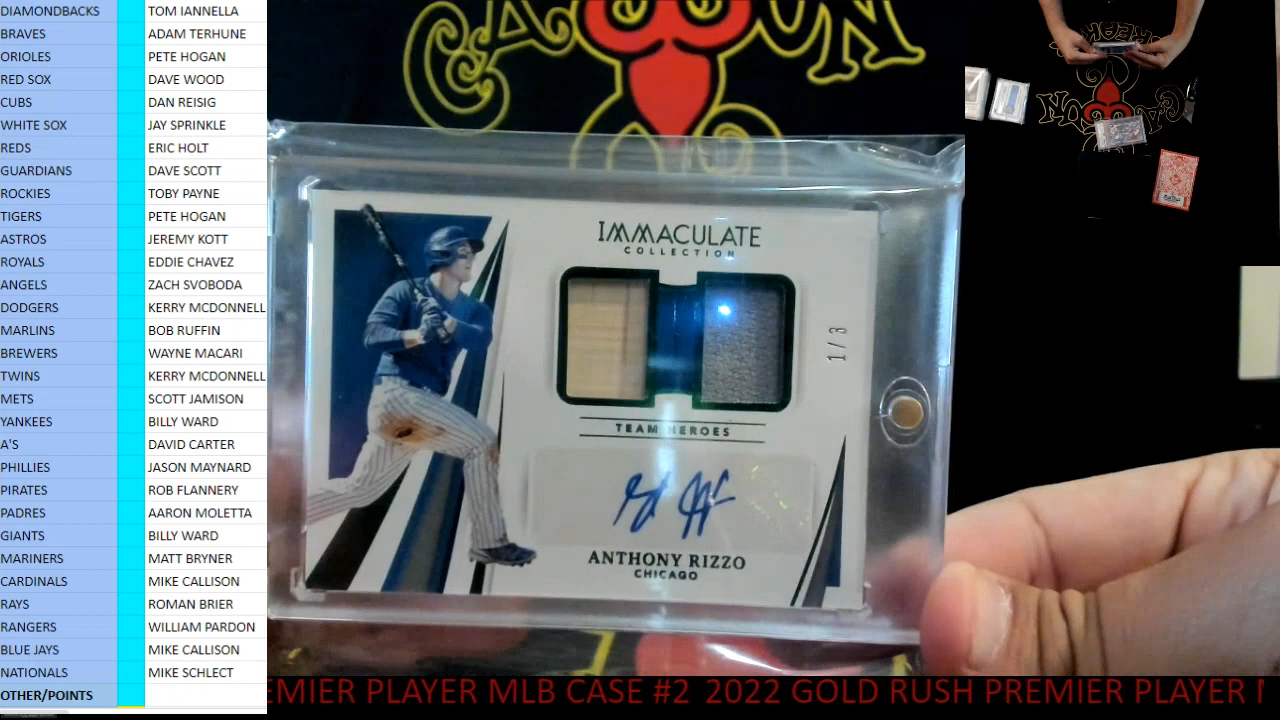 DIAMONDBACKS TOM IANNELLA
BRAVES ADAM TERHUNE
ORIOLES PETE HOGAN
RED SOX DAVE WOOD
CUBS DAN REISIG
WHITE SOX JAY SPRINKLE
REDS ERIC HOLT
GUARDIANS DAVE SCOTT
ROCKIES TOBY PAYNE
TIGERS PETE HOGAN
ASTROS JEREMY KOTT
ROYALS EDDIE CHAVEZ
ANGELS ZACH SVOBODA
DODGERS KERRY MCDONNELL
MARLINS BOB RUFFIN
BREWERS WAYNE MACARI
TWINS KERRY MCDONNELL
METS SCOTT JAMISON
YANKEES BILLY WARD
A'S DAVID CARTER
PHILLIES JASON MAYNARD
PIRATES ROB FLANNERY
PADRES AARON MOLETTA
GIANTS BILLY WARD
MARINERS MATT BRYNER
CARDINALS MIKE CALLISON
RAYS ROMAN BRIER
RANGERS WILLIAM PARDON
BLUE JAYS MIKE CALLISON
NATIONALS MIKE SCHLECT
OTHER/POINTS
IMMACULATE
COLLECTION
1/3
TEAM HEROES
ANTHONY RIZZO
CHICAGO
EMIER PLAYER MLB CASE #2 2022 GOLD RUSH PREMIER PLAYER